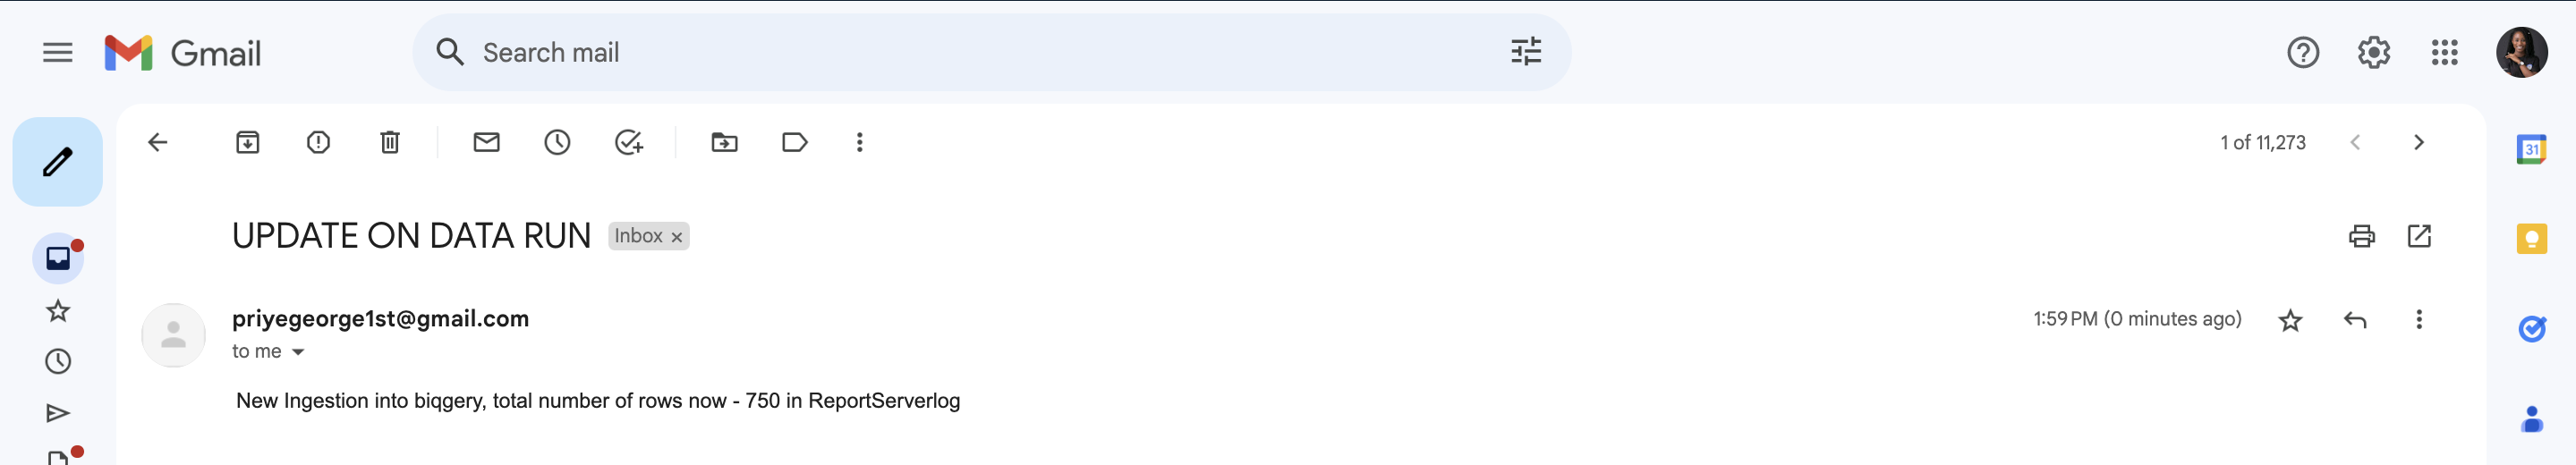 Gmail
Search mail
1 of 11,273
31
UPDATE ON DATA RUN Inbox x
priyegeorge1st@gmail.com
1:59 PM (0 minutes ago)
to me
New Ingestion into biqgery, total number of rows now - 750 in ReportServerlog